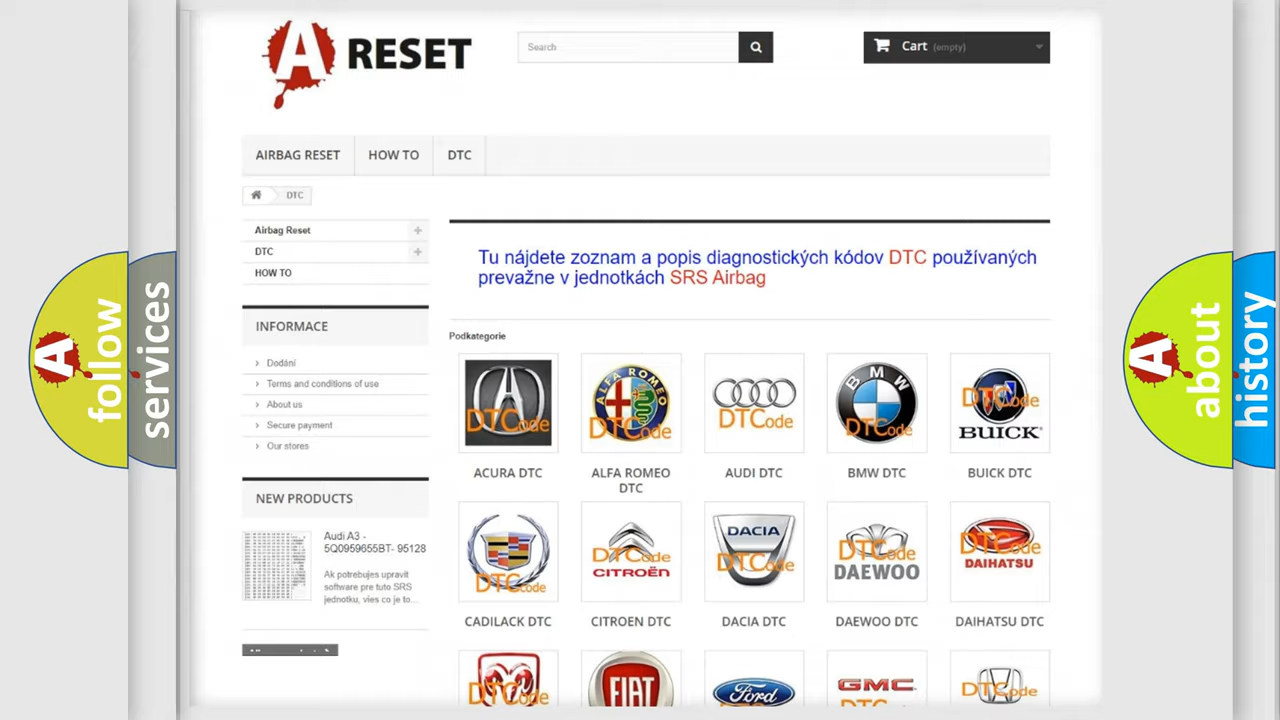 A RESET
Search
Cart (empty)
AIRBAG RESET
HOW TO
DTC
DTC
Airbag Reset
DTC
HOW TO
INFORMACE
Dodání
Terms and conditions of use
About us
Secure payment
Our stores
NEW PRODUCTS
Audi A3 -
5Q0959655BT- 95128
Ak potrebujes upravit
software pre tuto SRS
jednotku, vies co je to...
Tu nájdete zoznam a popis diagnostických kódov DTC používaných
prevažne v jednotkách SRS Airbag
Podkategorie
DTCode
ALFA ROMEO
DTCode
DTCode
BMW
DTCode
DTCode
BUICK
ACURA DTC
ALFA ROMEO
DTC
AUDI DTC
BMW DTC
BUICK DTC
DTCode
DTCode
CITROËN
DACIA
DTCode
DTCode
DAEWOO
DTCode
DAIHATSU
CADILACK DTC
CITROEN DTC
DACIA DTC
DAEWOO DTC
DAIHATSU DTC
DTCode
FIAT
Ford
GMC
DTCode
A follow
services
A about
history